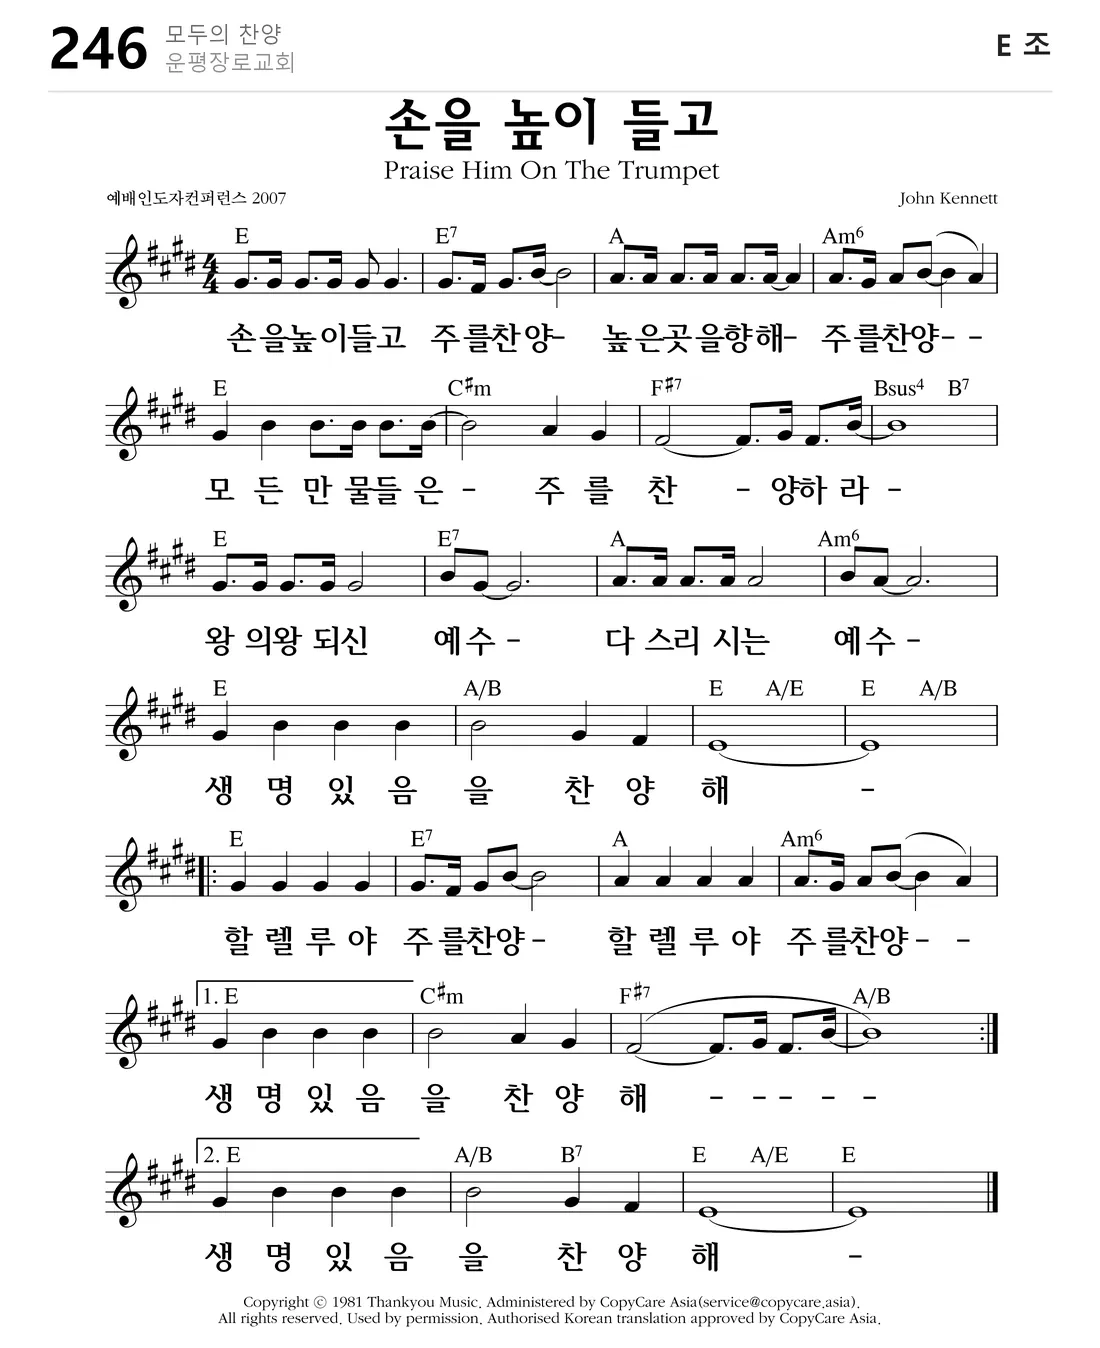 246 모두의 찬양
운평장로교회
E 조
손을 높이 들고
Praise Him On The Trumpet
예배인도자컨퍼런스 2007 John Kennett
E E7 A Am6
손 을높 이들 고 주 를찬 양- 높 은곳 을향 해- 주 를찬 양- -
E C#m F#7 Bsus4 B7
모 든 만 물들 은 - 주 를 찬 - 양하 라 -
E E7 A Am6
왕 의왕 되신 예 수 - 다 스리 시는 예 수 -
E A/B E A/E E A/B
생 명 있 음 을 찬 양 해 -
E E7 A Am6
할 렐 루 야 주 를찬 양 - 할 렐 루 야 주 를찬 양 - -
1. E C#m F#7 A/B
생 명 있 음 을 찬 양 해 - - - - -
2. E A/B B7 E A/E E
생 명 있 음 을 찬 양 해 -
Copyright ⓒ 1981 Thankyou Music. Administered by CopyCare Asia(service@copycare.asia).
All rights reserved. Used by permission. Authorised Korean translation approved by CopyCare Asia.